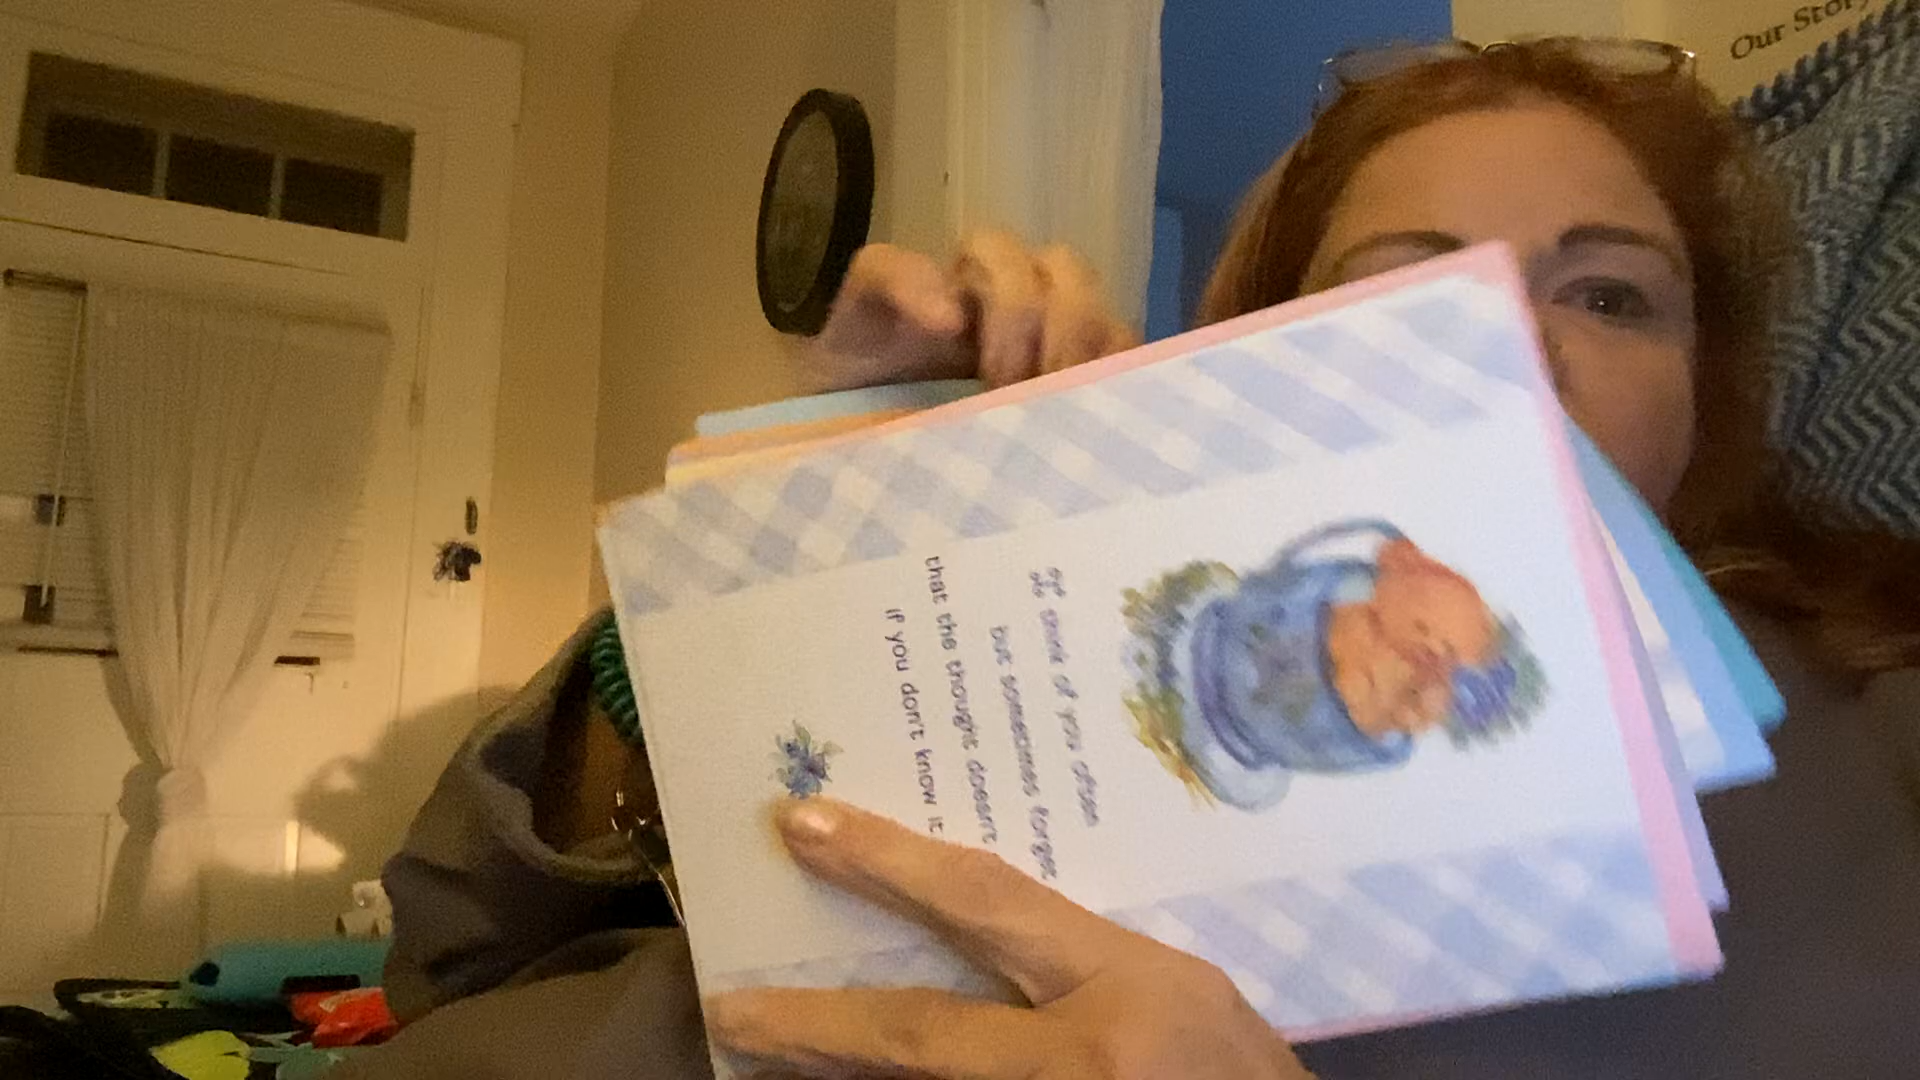 Our Story
I think of you often
but sometimes forget
that the thought doesn't
if you don't know it